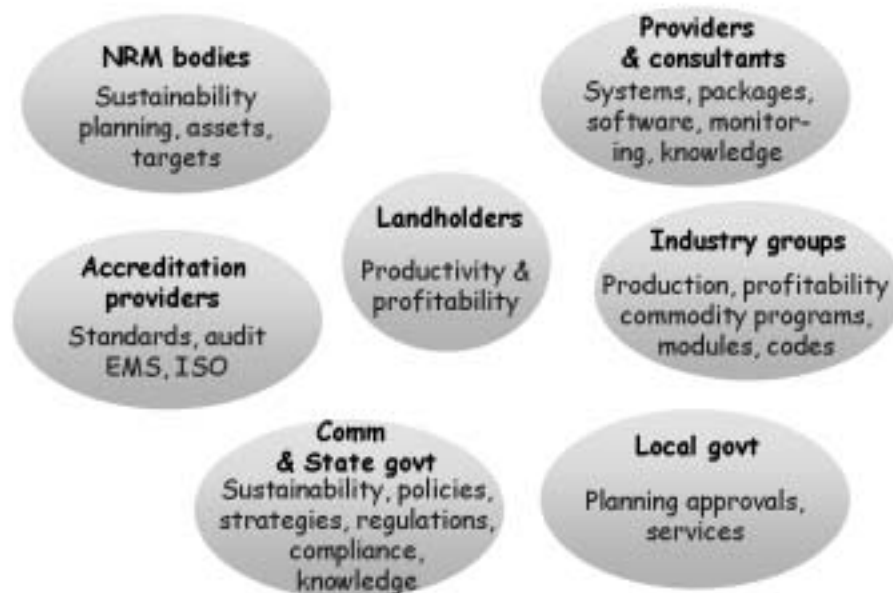 NRM bodies
Sustainability
planning, assets,
targets
Providers
& consultants
Systems, packages,
software, monitor-
ing, knowledge
Landholders
Productivity &
profitability
Accreditation
providers
Standards, audit
EMS, ISO
Industry groups
Production, profitability
commodity programs,
modules, codes
Comm
& State govt
Sustainability, policies,
strategies, regulations,
compliance,
knowledge
Local govt
Planning approvals,
services